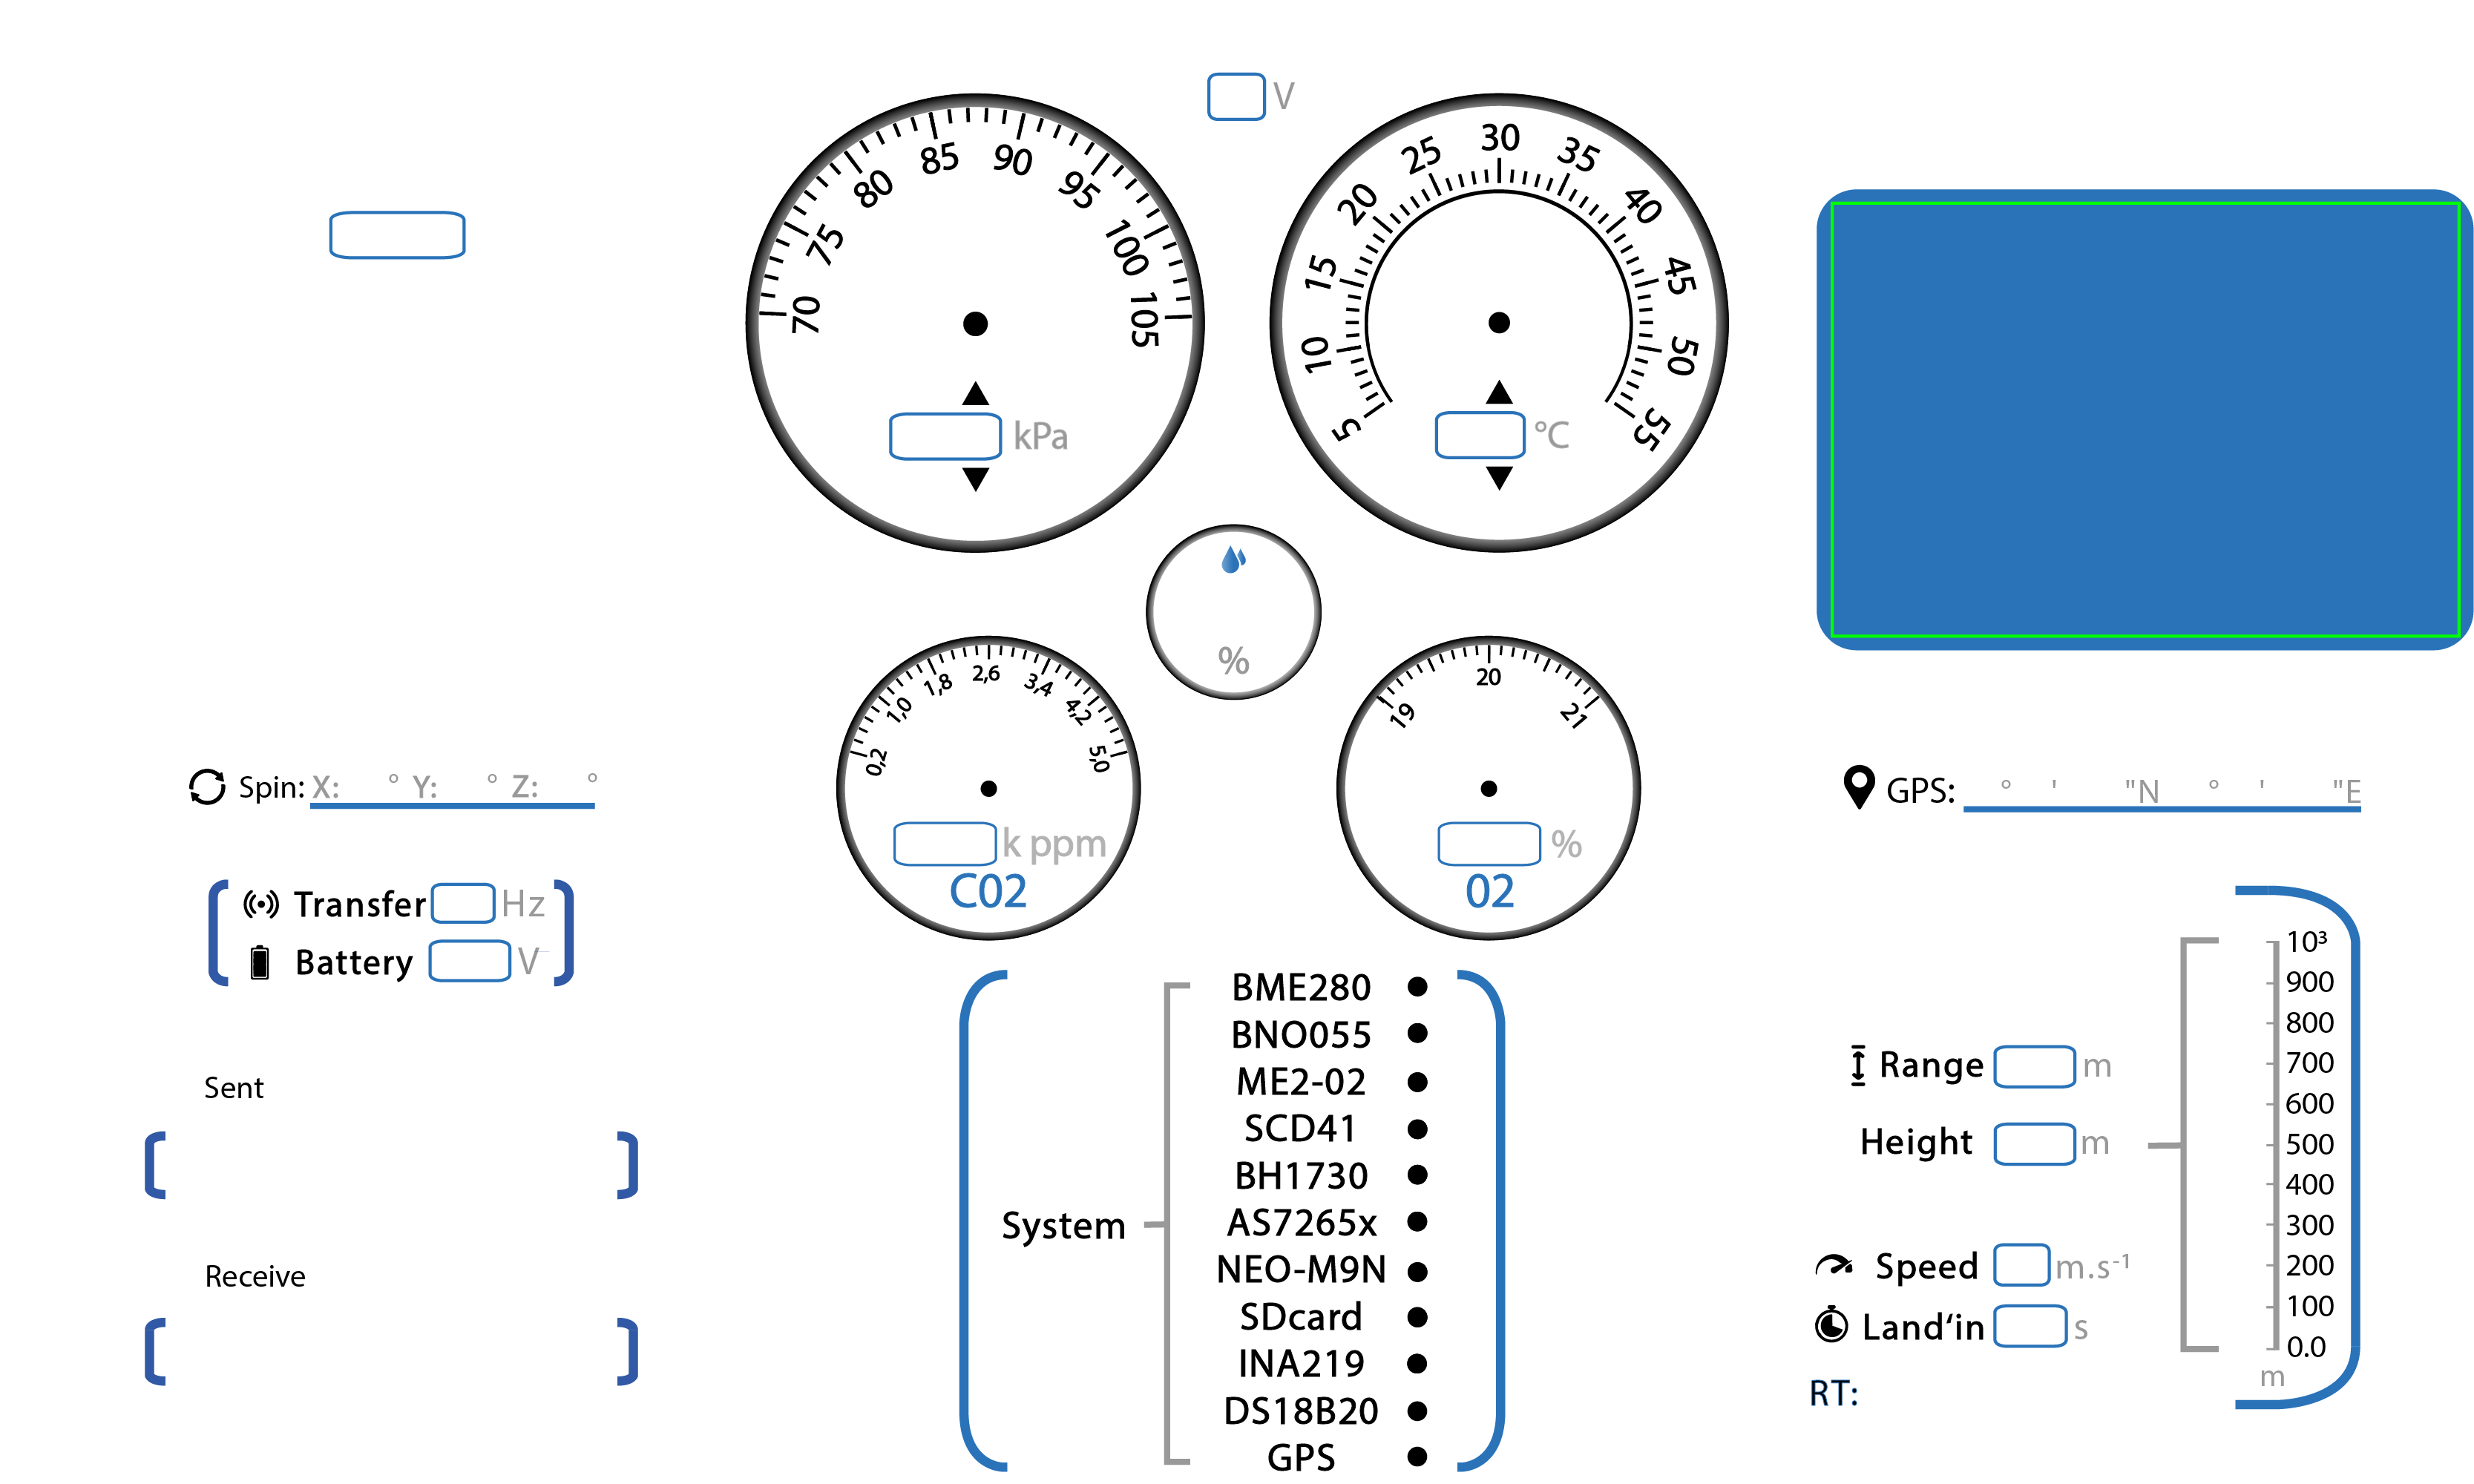 V
70 75 80 85 90 95 100 105
kPa
5 10 15 20 25 30 35 40 45 50 55
°C
%
0,2 1,0 1,8 2,6 3,4 4,2 5,0
k ppm
C02
19 20 21
%
02
Spin: X: ° Y: ° Z: °
Transfer Hz
Battery V
Sent
Receive
System
BME280
BNO055
ME2-02
SCD41
BH1730
AS7265x
NEO-M9N
SDcard
INA219
DS18B20
GPS
GPS: ° ' "N ° ' "E
Range m
Height m
Speed m.s⁻¹
Land‘in s
RT:
10³
900
800
700
600
500
400
300
200
100
0.0
m